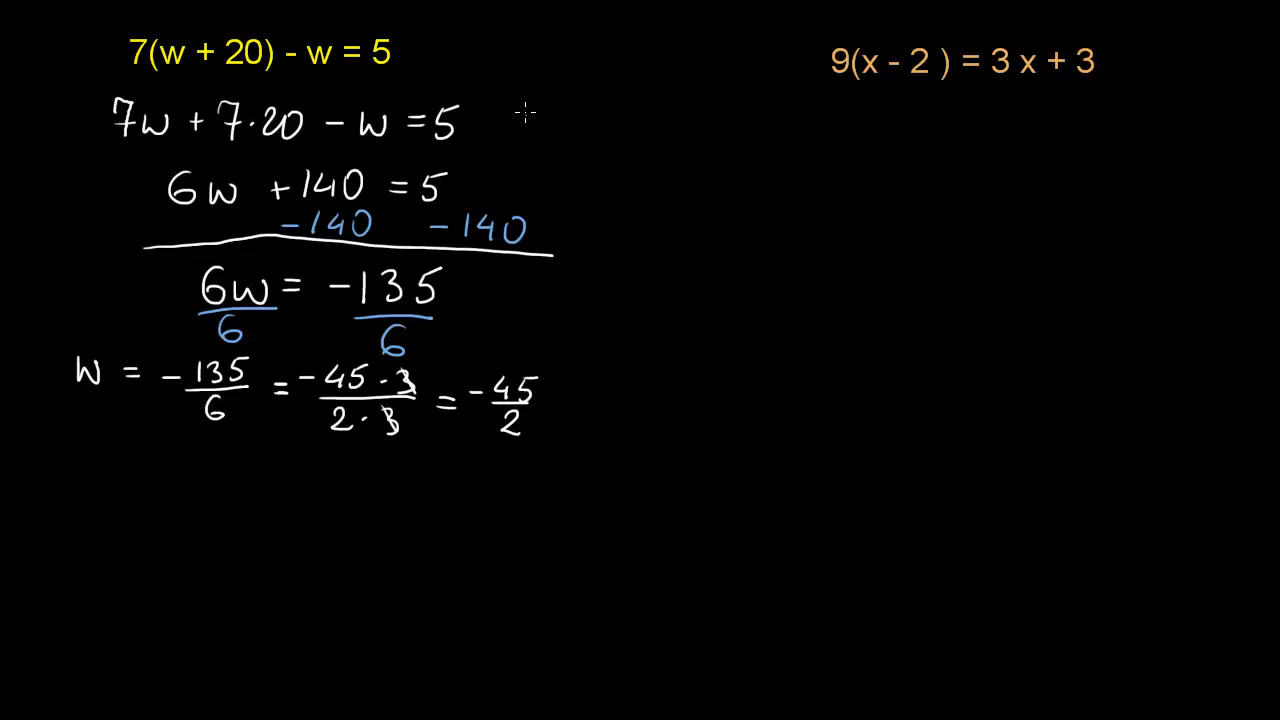 7(w + 20) - w = 5
7w + 7·20 - w = 5
6w + 140 = 5
-140 -140
6w = -135
6 6
w = -135/6 = -45·3/2·3 = -45/2
9(x - 2 ) = 3 x + 3